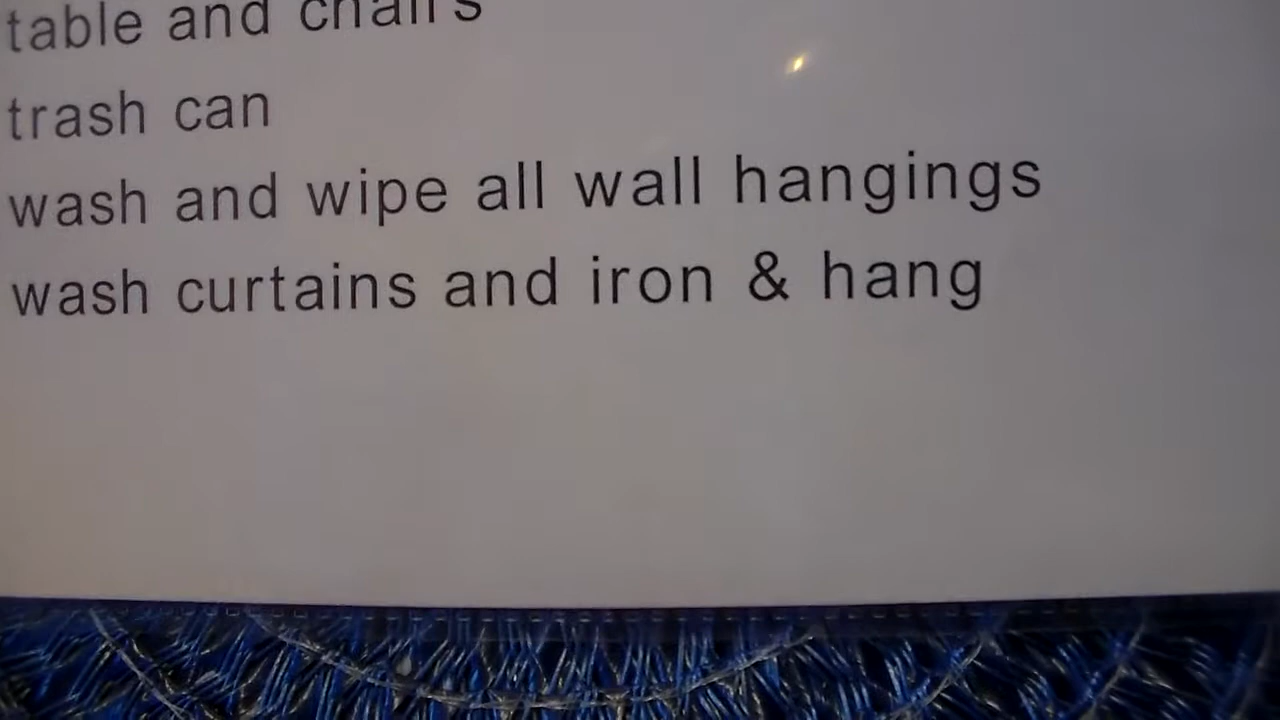 table and chairs
trash can
wash and wipe all wall hangings
wash curtains and iron & hang